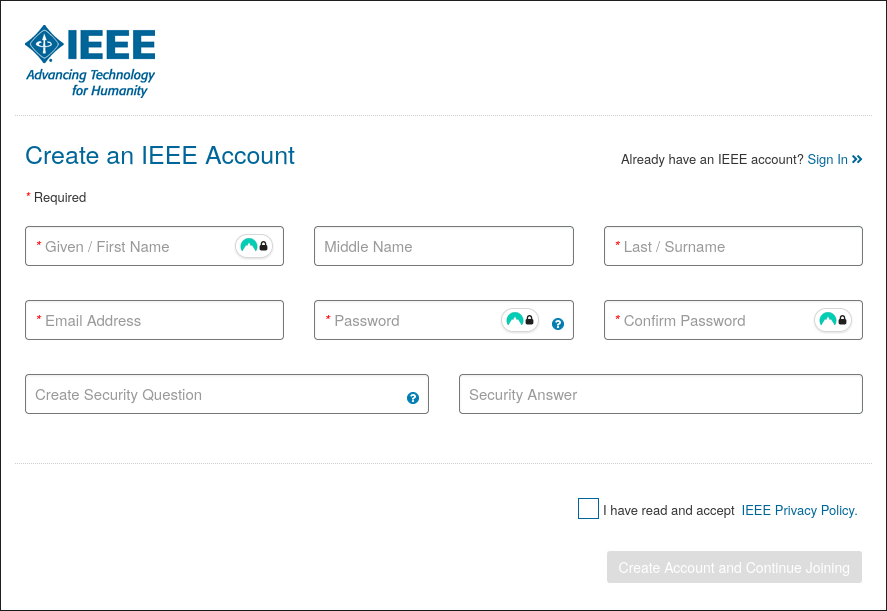 IEEE
Advancing Technology
for Humanity
Create an IEEE Account
Already have an IEEE account? Sign In »
* Required
* Given / First Name
Middle Name
* Last / Surname
* Email Address
* Password
?
* Confirm Password
Create Security Question
?
Security Answer
I have read and accept IEEE Privacy Policy.
Create Account and Continue Joining